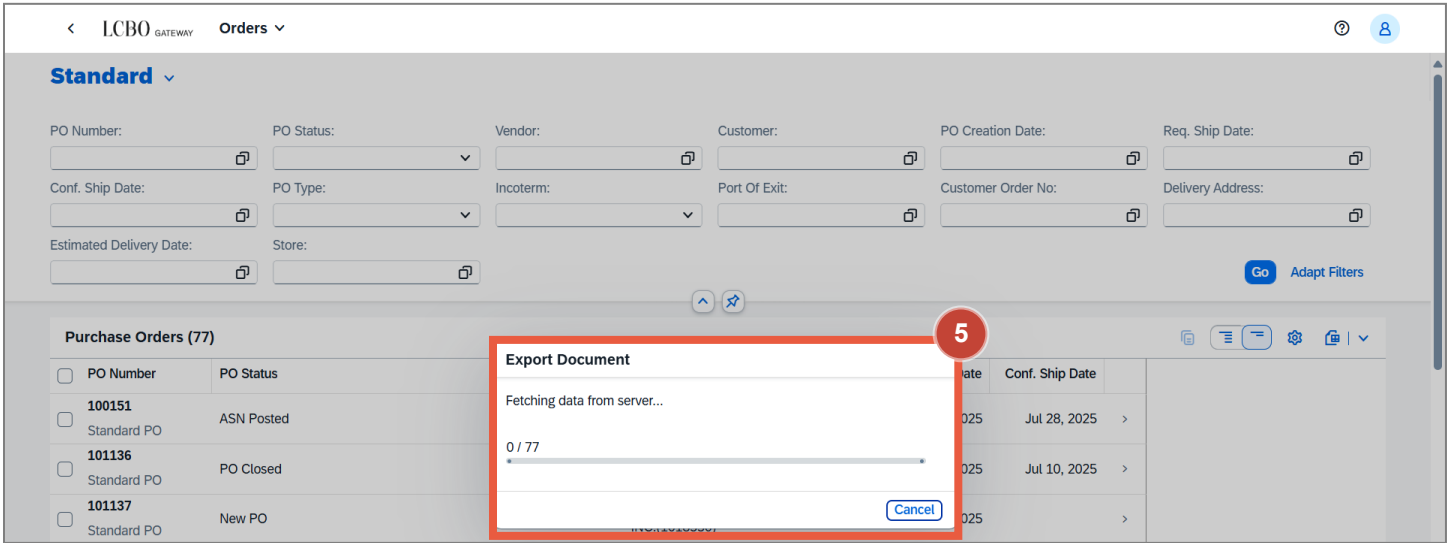 LCBO GATEWAY Orders
Standard
PO Number: PO Status: Vendor: Customer: PO Creation Date: Req. Ship Date:
Conf. Ship Date: PO Type: Incoterm: Port Of Exit: Customer Order No: Delivery Address:
Estimated Delivery Date: Store:
Go Adapt Filters
5
Purchase Orders (77)
Export Document
PO Number PO Status ate Conf. Ship Date
Fetching data from server...
100151
Standard PO
ASN Posted 025 Jul 28, 2025
0 / 77
101136
Standard PO
PO Closed 025 Jul 10, 2025
Cancel
101137
Standard PO
New PO 025